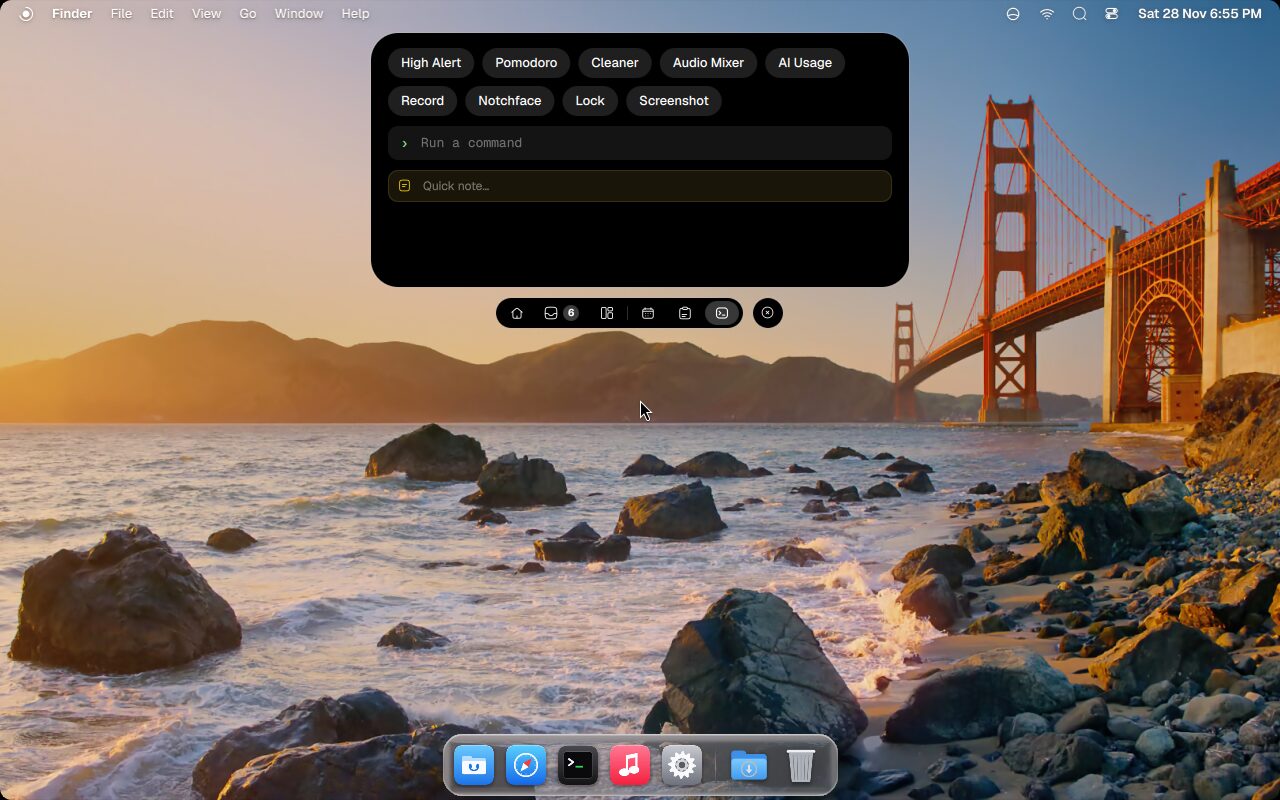 Finder File Edit View Go Window Help Sat 28 Nov 6:55 PM
High Alert Pomodoro Cleaner Audio Mixer AI Usage
Record Notchface Lock Screenshot
› Run a command
Quick note…
6